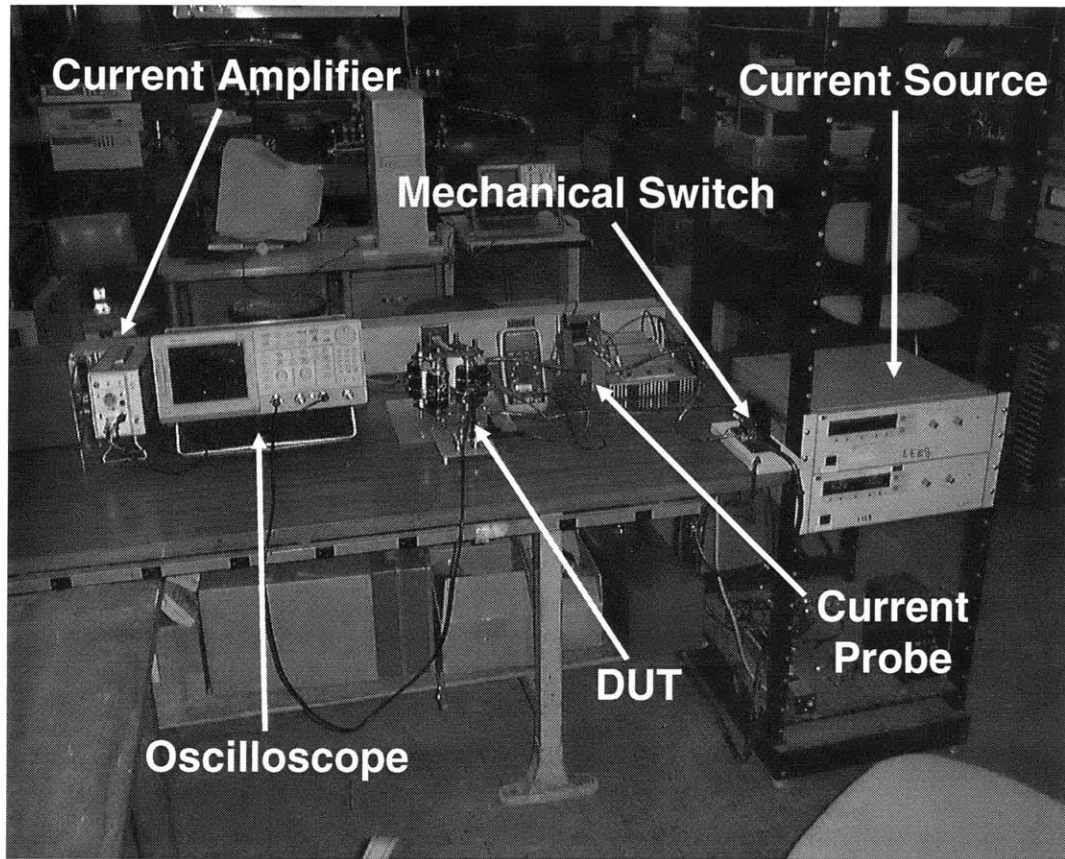 Current Amplifier
Current Source
Mechanical Switch
Current
Probe
DUT
Oscilloscope